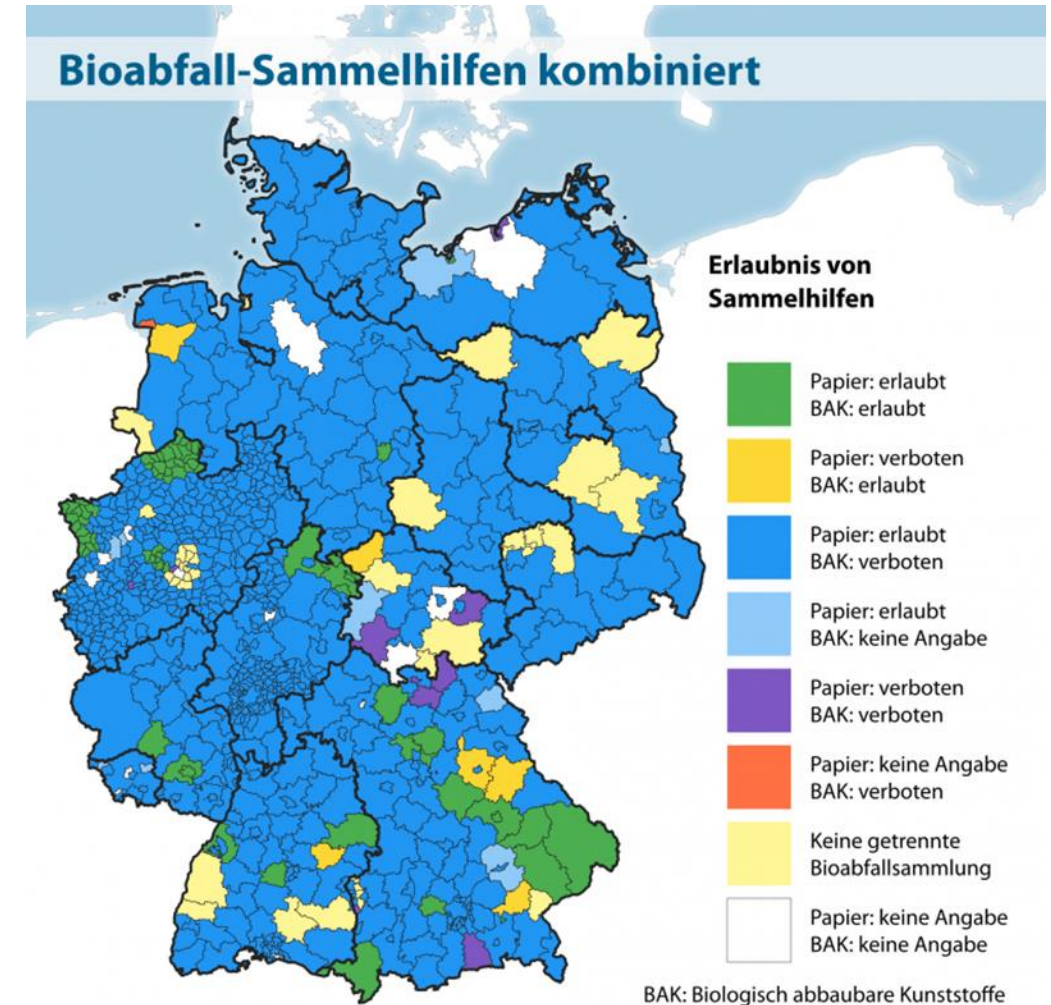 Bioabfall-Sammelhilfen kombiniert
Erlaubnis von
Sammelhilfen
Papier: erlaubt
BAK: erlaubt
Papier: verboten
BAK: erlaubt
Papier: erlaubt
BAK: verboten
Papier: erlaubt
BAK: keine Angabe
Papier: verboten
BAK: verboten
Papier: keine Angabe
BAK: verboten
Keine getrennte
Bioabfallsammlung
Papier: keine Angabe
BAK: keine Angabe
BAK: Biologisch abbaubare Kunststoffe